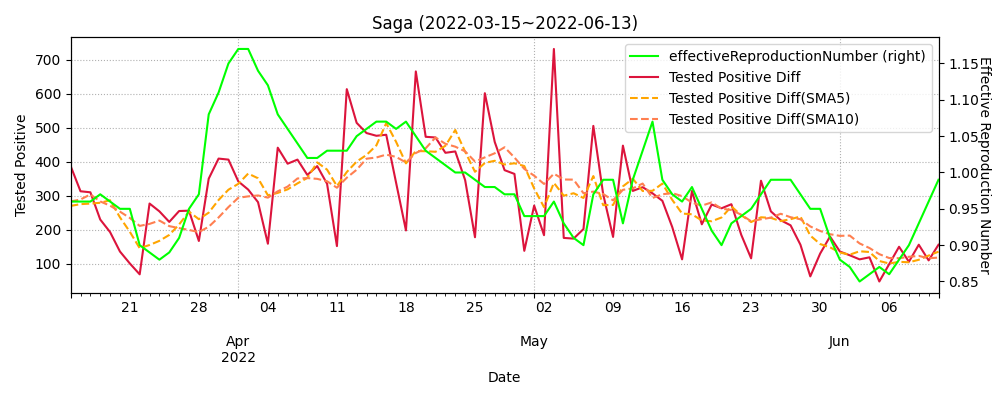 Saga (2022-03-15~2022-06-13)
effectiveReproductionNumber (right)
Tested Positive Diff
Tested Positive Diff(SMA5)
Tested Positive Diff(SMA10)
Tested Positive
700
600
500
400
300
200
100
1.15
1.10
1.05
1.00
0.95
0.90
0.85
Effective Reproduction Number
21 28 04 11 18 25 02 09 16 23 30 06
Apr May Jun
2022
Date